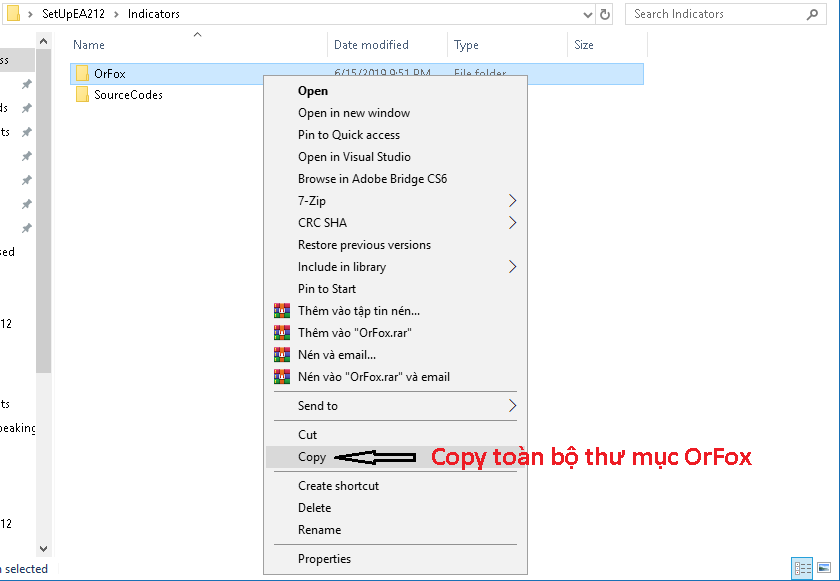 SetUpEA212 > Indicators
Search Indicators
Name
Date modified
Type
Size
OrFox
6/15/2019 9:51 PM
File folder
SourceCodes
Open
Open in new window
Pin to Quick access
Open in Visual Studio
Browse in Adobe Bridge CS6
7-Zip
CRC SHA
Restore previous versions
Include in library
Pin to Start
Thêm vào tập tin nén...
Thêm vào "OrFox.rar"
Nén và email...
Nén vào "OrFox.rar" và email
Send to
Cut
Copy
Copy toàn bộ thư mục OrFox
Create shortcut
Delete
Rename
Properties
ss
ds
ts
sed
12
ts
peaking
12
selected